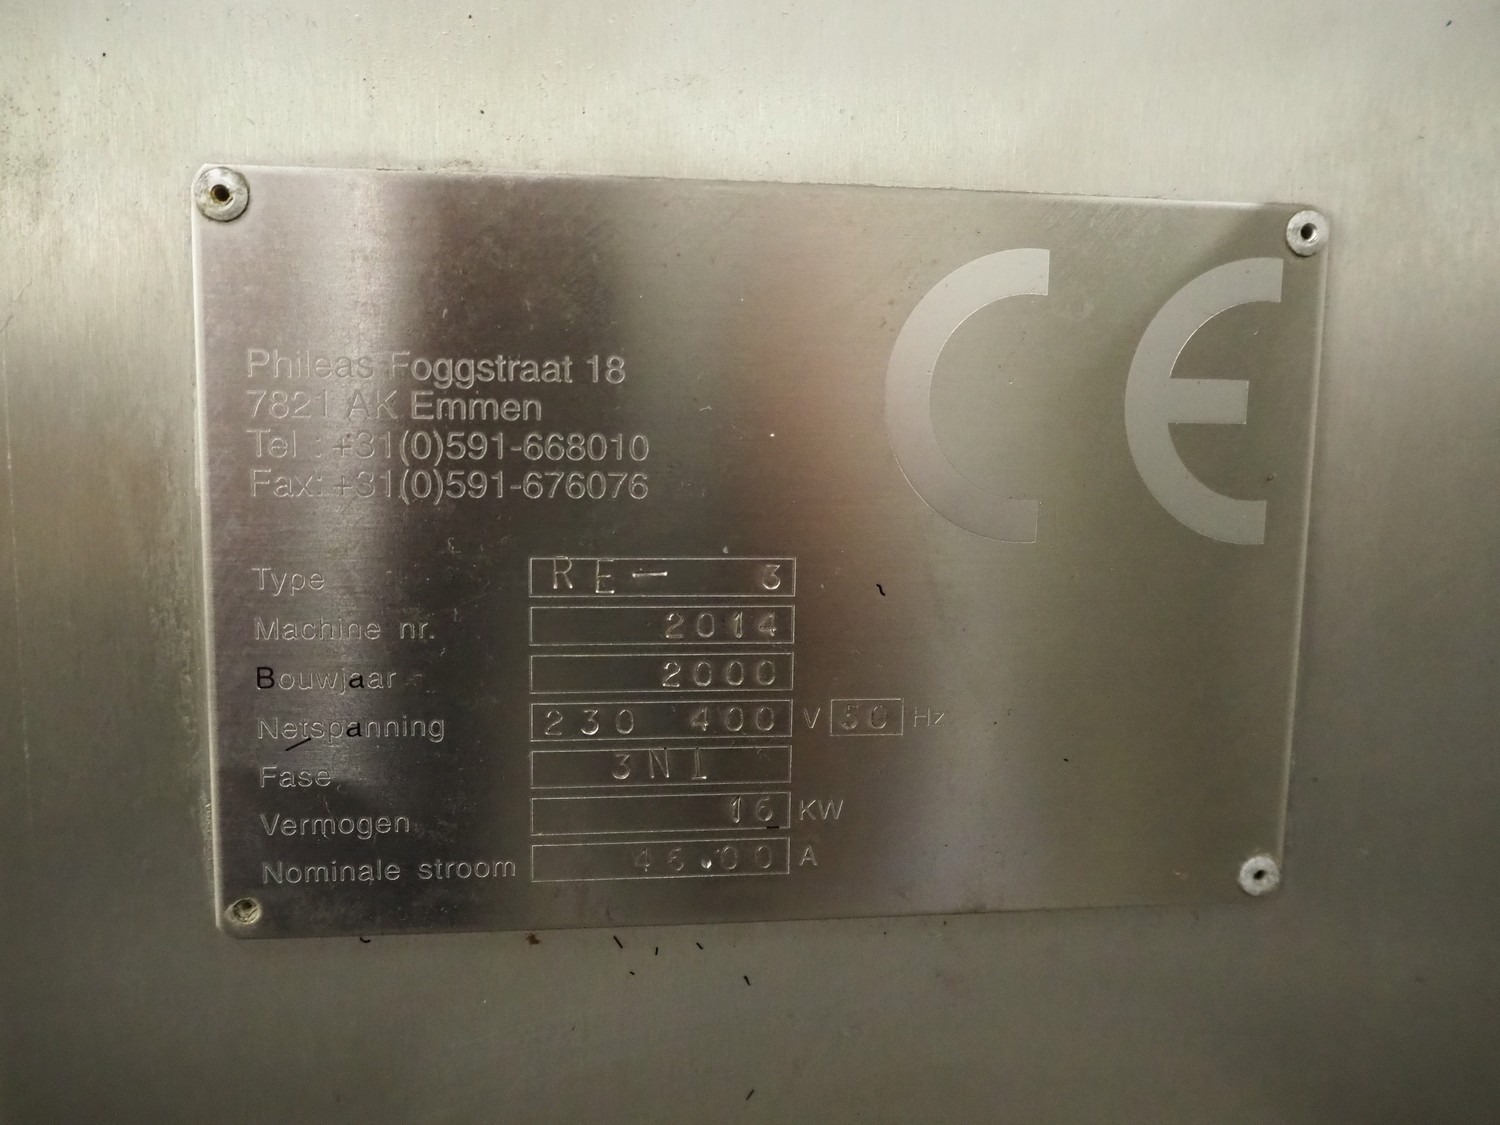 CE
Phileas Foggstraat 18
7821 AK Emmen
Tel : +31(0)591-668010
Fax: +31(0)591-676076
Type RE- 3
Machine nr. 2014
Bouwjaar 2000
Netspanning 230 400 V 50 Hz
Fase 3N1
Vermogen 16 KW
Nominale stroom 46.00 A